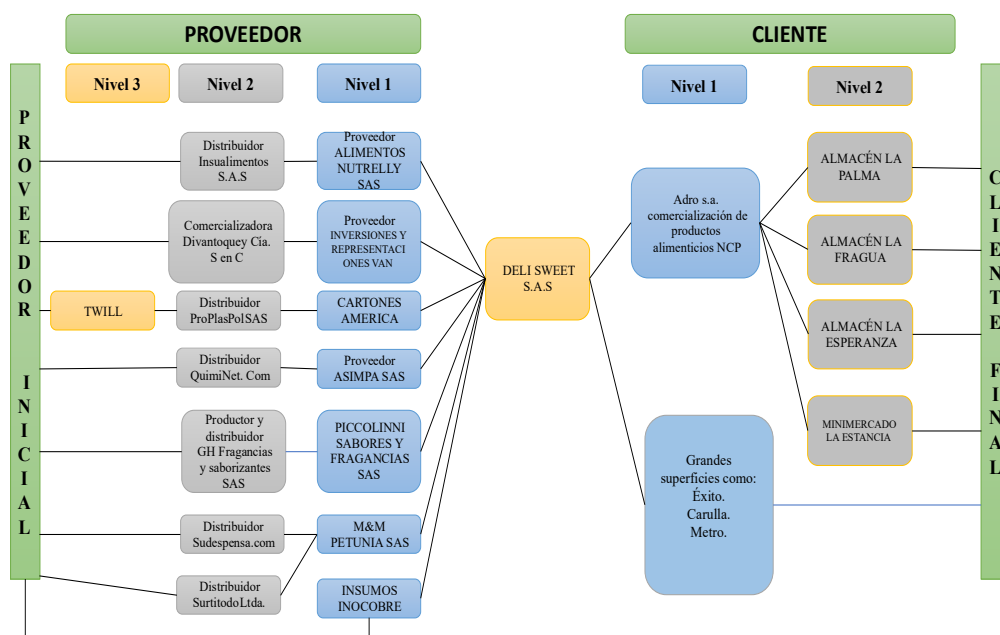 PROVEEDOR
CLIENTE
Nivel 3
Nivel 2
Nivel 1
Nivel 1
Nivel 2
PROVEEDOR INICIAL
Distribuidor
Insualimentos
S.A.S
Proveedor
ALIMENTOS
NUTRELLY
SAS
Comercializadora
Divantoquey Cía.
S en C
Proveedor
INVERSIONES Y
REPRESENTACI
ONES VAN
TWILL
Distribuidor
ProPlasPolSAS
CARTONES
AMERICA
Distribuidor
QuimiNet. Com
Proveedor
ASIMPA SAS
Productor y
distribuidor
GH Fragancias
y saborizantes
SAS
PICCOLINNI
SABORES Y
FRAGANCIAS
SAS
Distribuidor
Sudespensa.com
M&M
PETUNIA SAS
Distribuidor
SurtitodoLtda.
INSUMOS
INOCOBRE
DELI SWEET
S.A.S
Adro s.a.
comercialización de
productos
alimenticios NCP
Grandes
superficies como:
Éxito.
Carulla.
Metro.
ALMACÉN LA
PALMA
ALMACÉN LA
FRAGUA
ALMACÉN LA
ESPERANZA
MINIMERCADO
LA ESTANCIA
CLIENTE FINAL